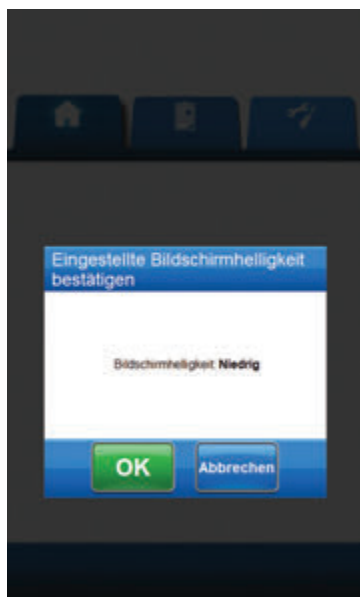 Eingestellte Bildschirmhelligkeit
bestätigen
Bildschirmhelligkeit: Niedrig
OK
Abbrechen